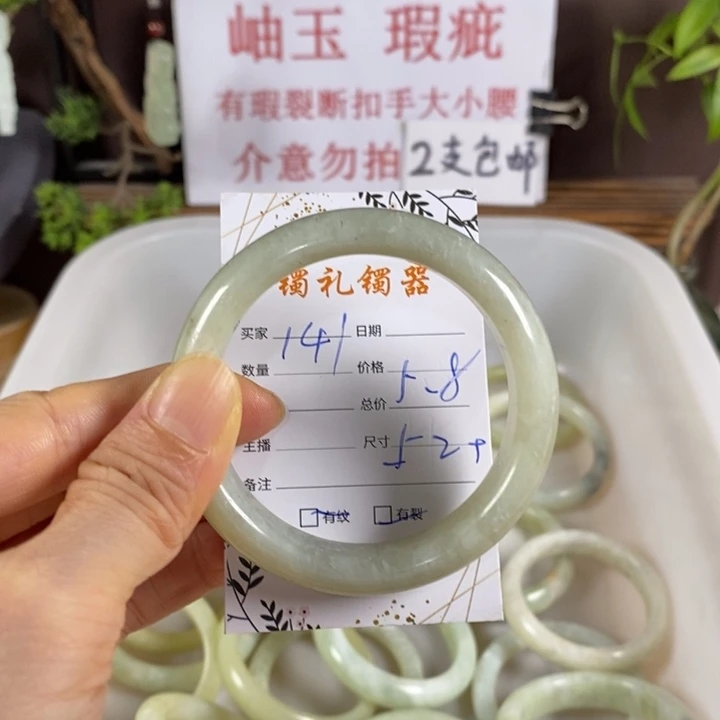 岫玉 瑕疵
有瑕裂断扣手大小腰
介意勿拍 2支包邮
镯礼镯器
买家 141 日期
数量 价格 5.8
总价
主播 尺寸 52+
备注
有纹 有裂